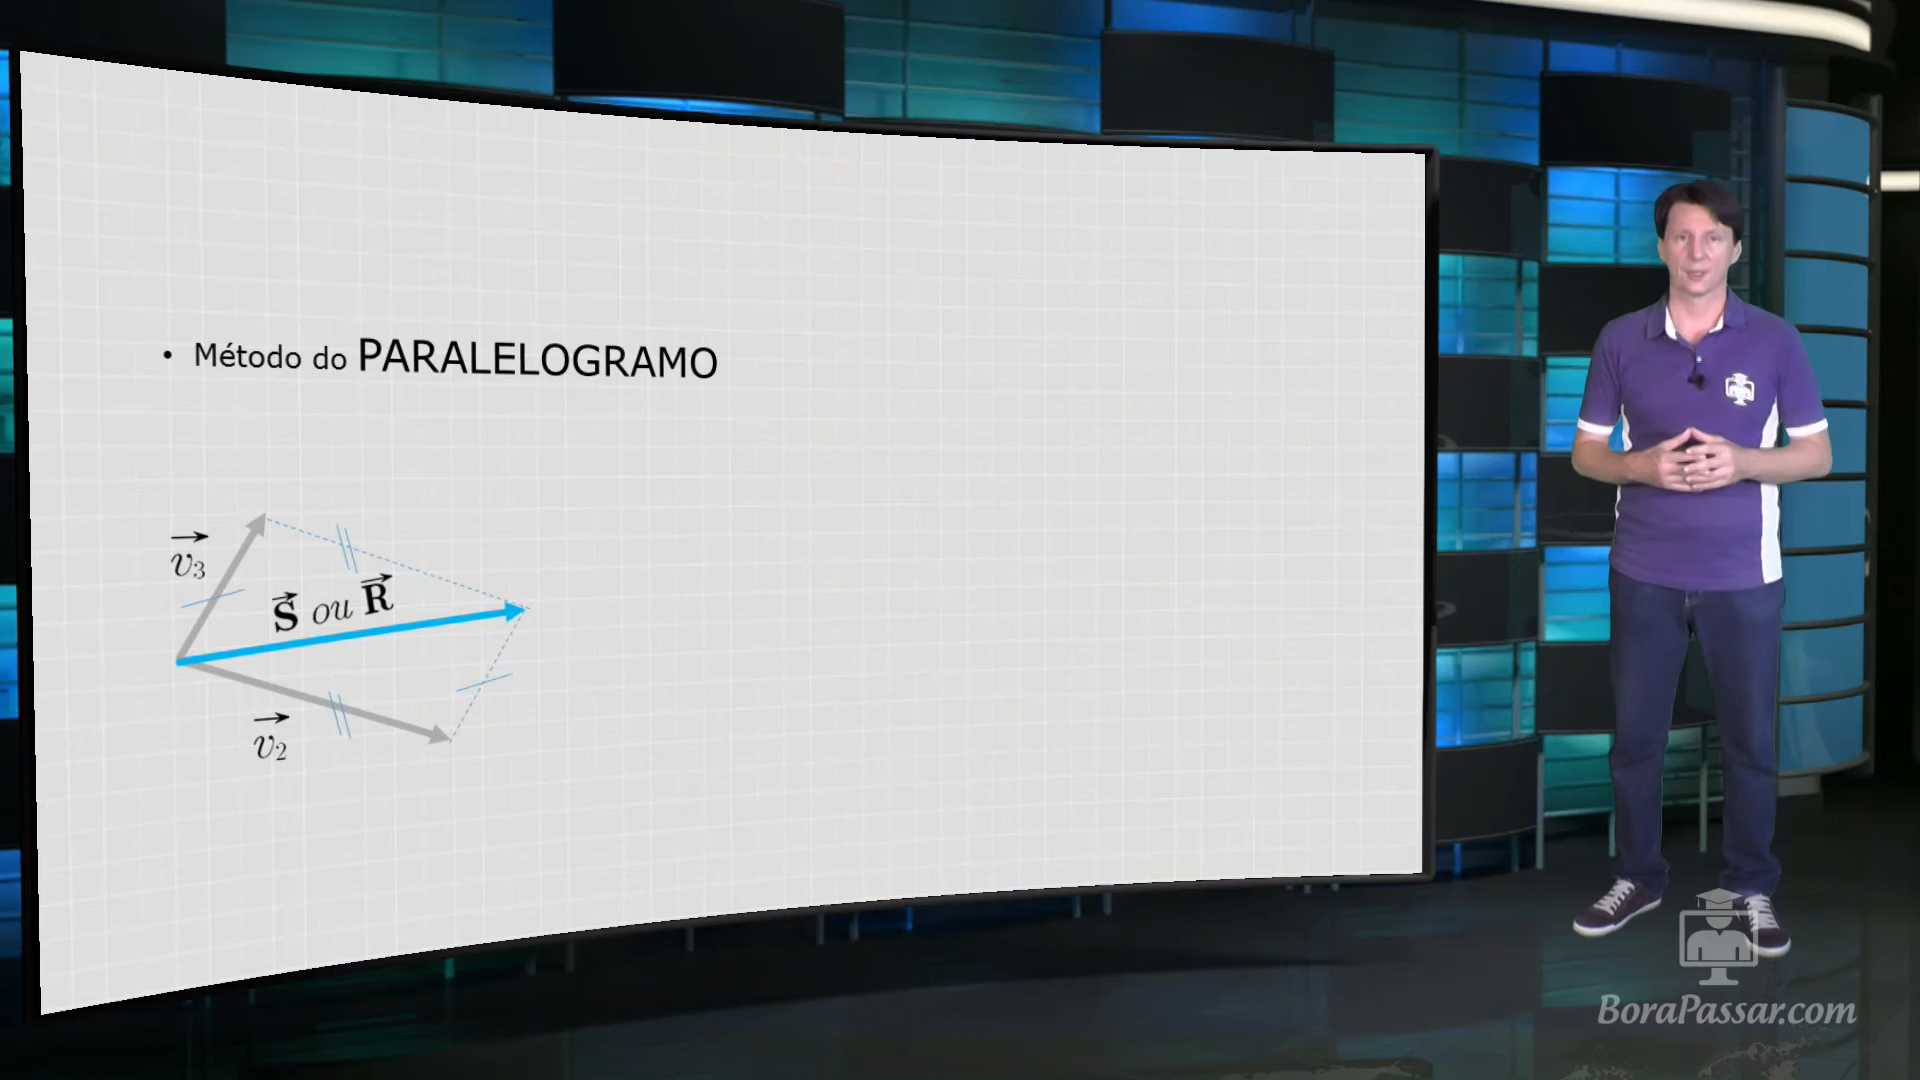 • Método do PARALELOGRAMO
v₃
S ou R
v₂
BoraPassar.com